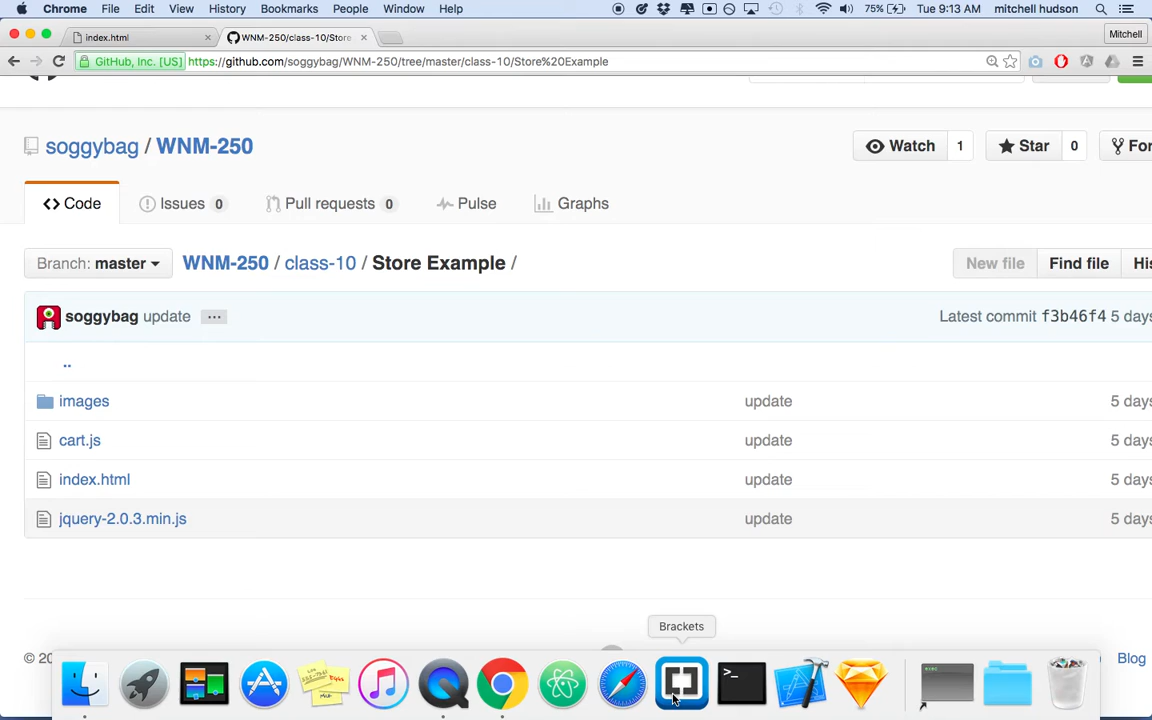 Chrome File Edit View History Bookmarks People Window Help 75% Tue 9:13 AM mitchell hudson
index.html × WNM-250/class-10/Store × Mitchell
GitHub, Inc. [US] https://github.com/soggybag/WNM-250/tree/master/class-10/Store%20Example
soggybag / WNM-250 Watch 1 Star 0 For
<> Code Issues 0 Pull requests 0 Pulse Graphs
Branch: master WNM-250 / class-10 / Store Example / New file Find file His
soggybag update ... Latest commit f3b46f4 5 days
..
images update 5 days
cart.js update 5 days
index.html update 5 days
jquery-2.0.3.min.js update 5 days
Brackets
© 20 Blog